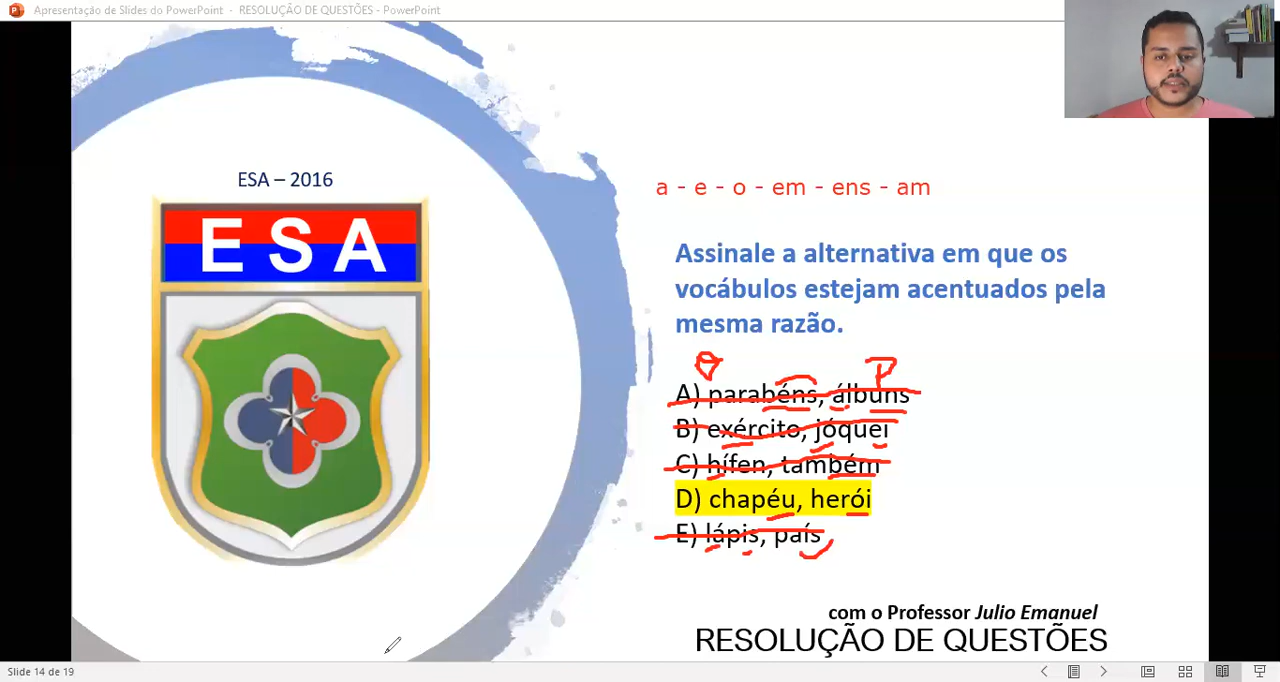 Apresentação de Slides do PowerPoint - RESOLUÇÃO DE QUESTÕES - PowerPoint
ESA – 2016
ESA
a - e - o - em - ens - am
Assinale a alternativa em que os
vocábulos estejam acentuados pela
mesma razão.
O P
A) parabéns, álbuns
B) exército, jóquei
C) hífen, também
D) chapéu, herói
E) lápis, país
com o Professor Julio Emanuel
RESOLUÇÃO DE QUESTÕES
Slide 14 de 19